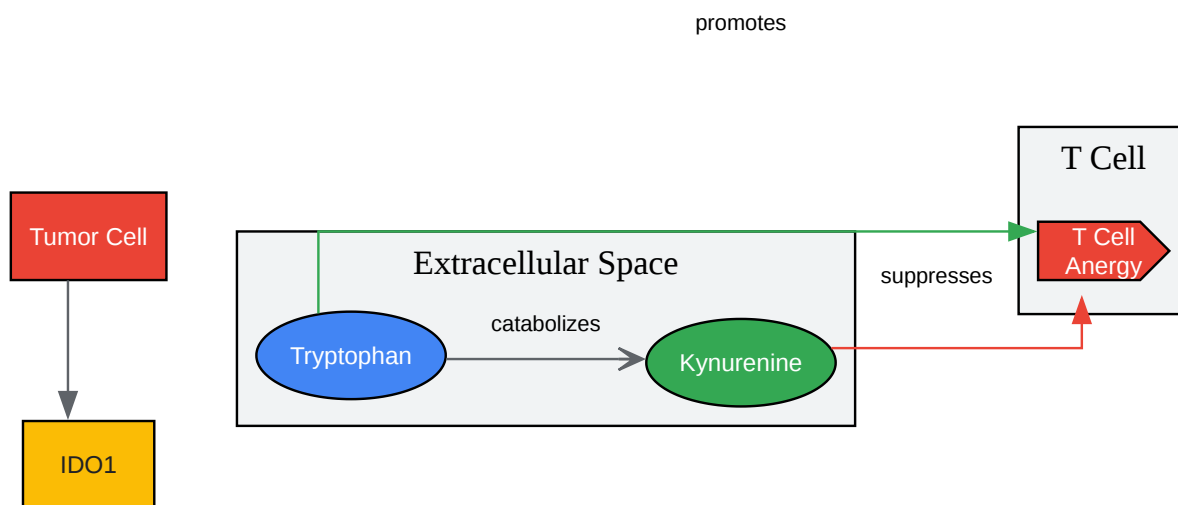 promotes
T Cell
Tumor Cell
T Cell
Anergy
Extracellular Space
suppresses
catabolizes
Tryptophan
Kynurenine
IDO1